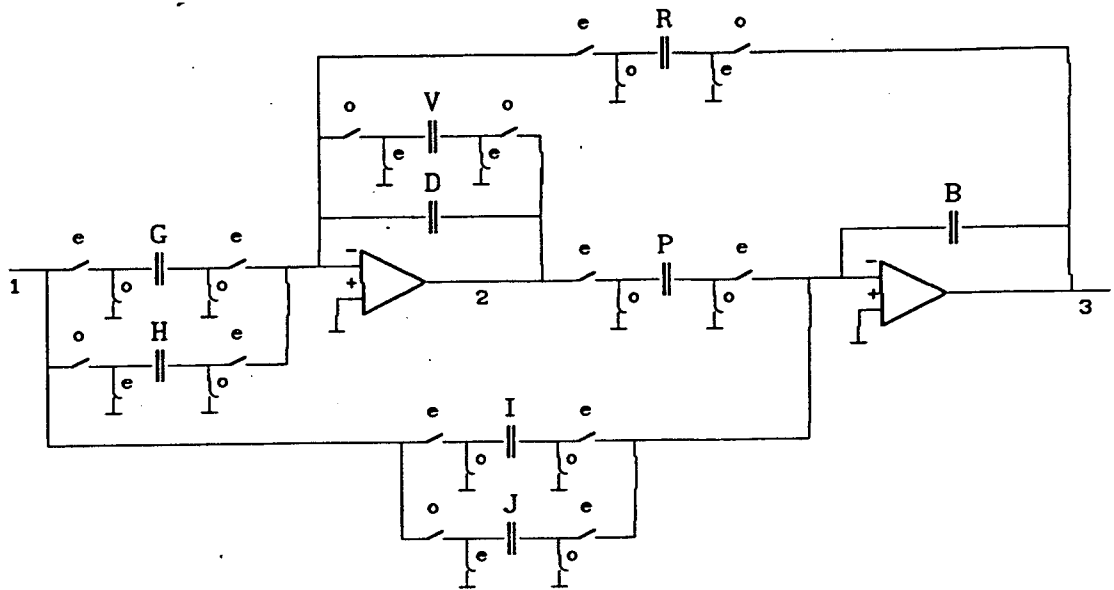 e R o
o e
o V o
e e
D
e G e
- e P e
B
1 o o
+ 2 o o
-
+ 3
o H e
e o
e I e
o o
o J e
e o